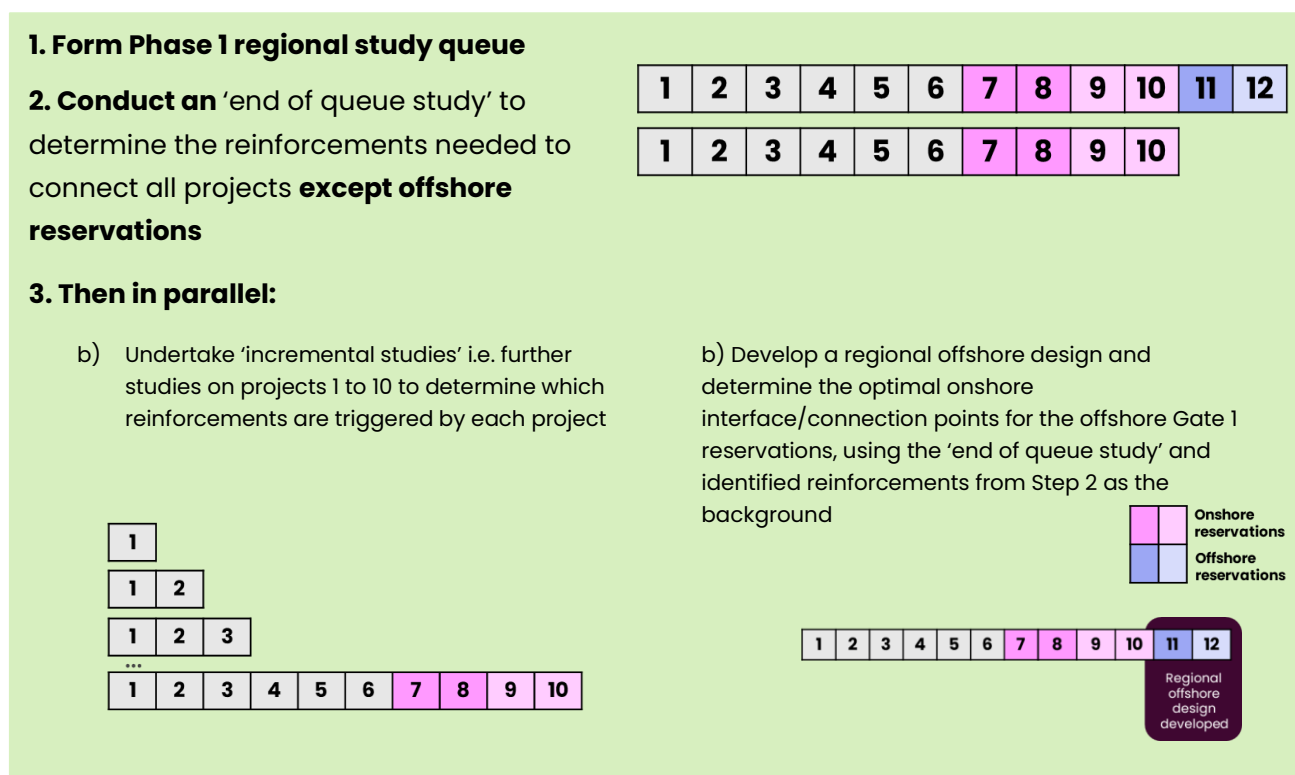 1. Form Phase 1 regional study queue
1 2 3 4 5 6 7 8 9 10 11 12
2. Conduct an ‘end of queue study’ to
determine the reinforcements needed to
connect all projects except offshore
reservations
1 2 3 4 5 6 7 8 9 10
3. Then in parallel:
b) Undertake ‘incremental studies’ i.e. further
studies on projects 1 to 10 to determine which
reinforcements are triggered by each project
1
1 2
1 2 3
...
1 2 3 4 5 6 7 8 9 10
b) Develop a regional offshore design and
determine the optimal onshore
interface/connection points for the offshore Gate 1
reservations, using the ‘end of queue study’ and
identified reinforcements from Step 2 as the
background
Onshore
reservations
Offshore
reservations
1 2 3 4 5 6 7 8 9 10 11 12
Regional
offshore
design
developed